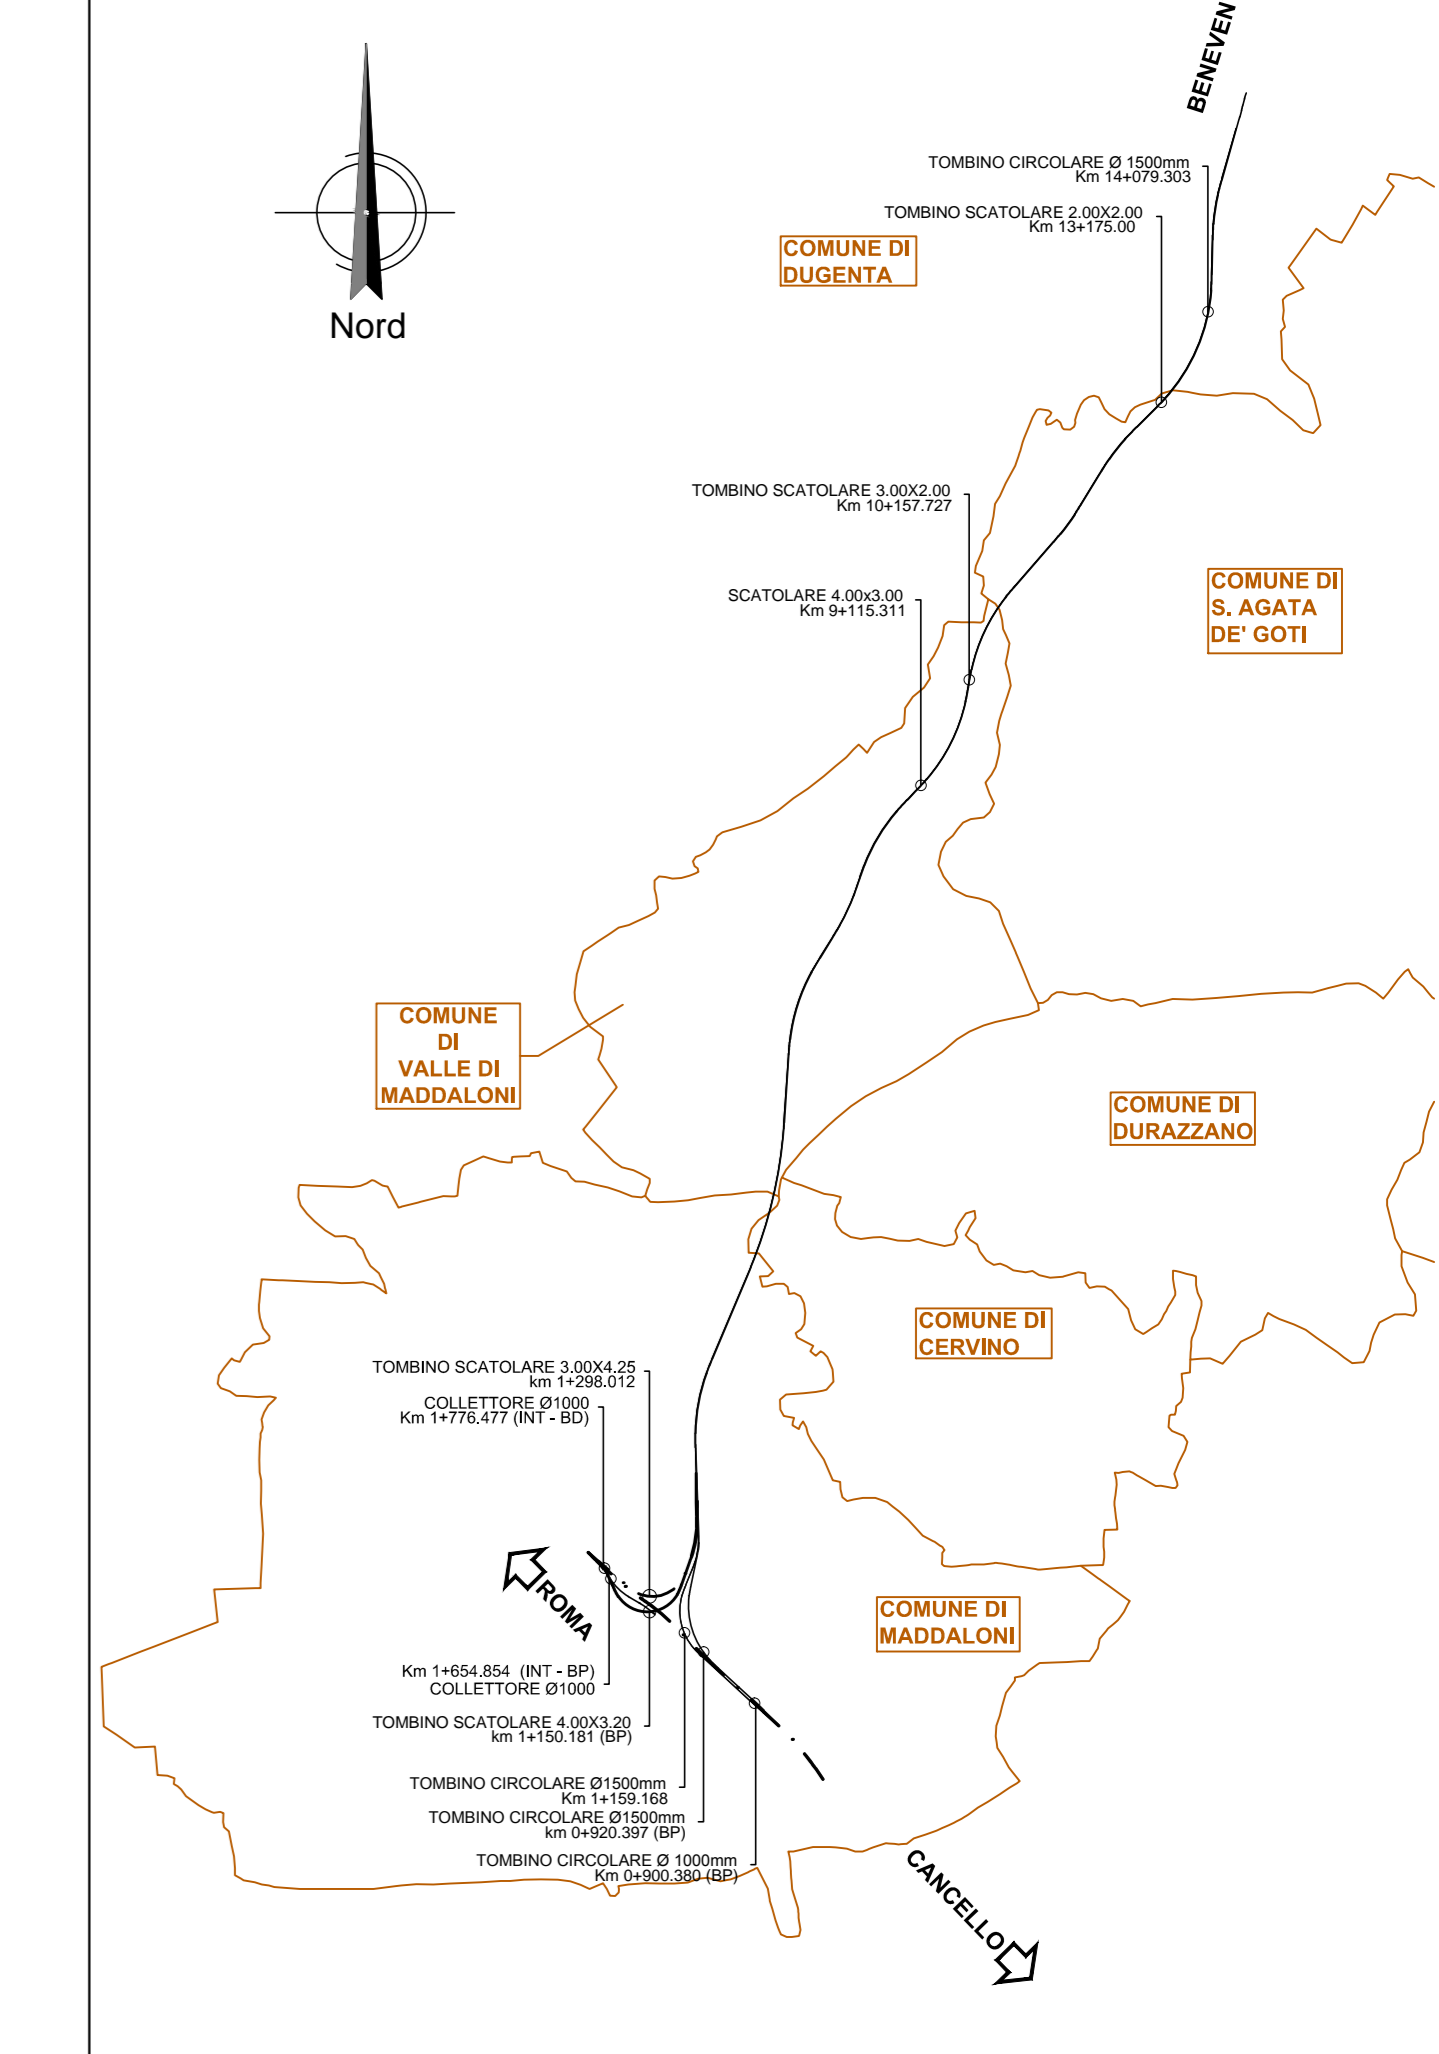 BENEVEN
TOMBINO CIRCOLARE Ø 1500mm
Km 14+079.303
TOMBINO SCATOLARE 2.00X2.00
Km 13+175.00
COMUNE DI
DUGENTA
Nord
TOMBINO SCATOLARE 3.00X2.00
Km 10+157.727
SCATOLARE 4.00x3.00
Km 9+115.311
COMUNE DI
S. AGATA
DE' GOTI
COMUNE
DI
VALLE DI
MADDALONI
COMUNE DI
DURAZZANO
COMUNE DI
CERVINO
TOMBINO SCATOLARE 3.00X4.25
km 1+298.012
COLLETTORE Ø1000
Km 1+776.477 (INT - BD)
ROMA
COMUNE DI
MADDALONI
Km 1+654.854 (INT - BP)
COLLETTORE Ø1000
TOMBINO SCATOLARE 4.00X3.20
km 1+150.181 (BP)
TOMBINO CIRCOLARE Ø1500mm
Km 1+159.168
TOMBINO CIRCOLARE Ø1500mm
km 0+920.397 (BP)
TOMBINO CIRCOLARE Ø 1000mm
Km 0+900.380 (BP)
CANCELLO